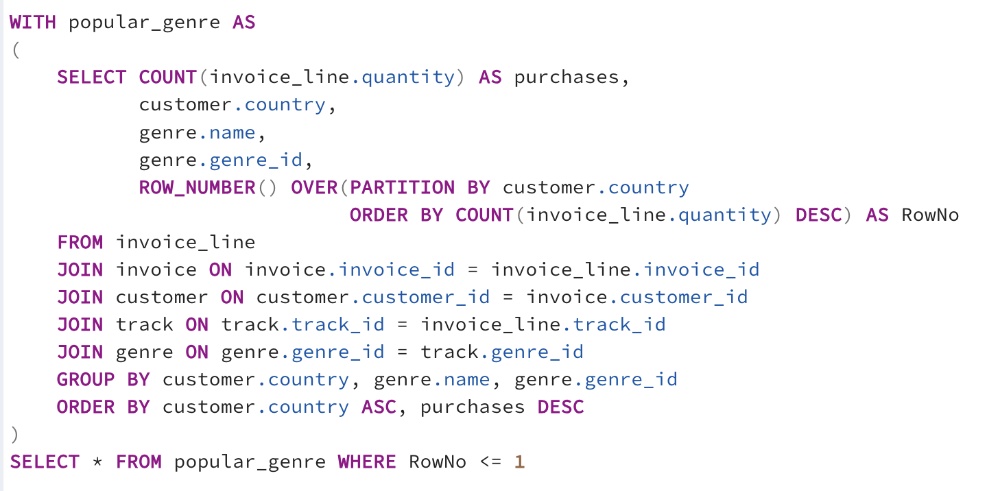 WITH popular_genre AS
(
    SELECT COUNT(invoice_line.quantity) AS purchases,
           customer.country,
           genre.name,
           genre.genre_id,
           ROW_NUMBER() OVER(PARTITION BY customer.country
                             ORDER BY COUNT(invoice_line.quantity) DESC) AS RowNo
    FROM invoice_line
    JOIN invoice ON invoice.invoice_id = invoice_line.invoice_id
    JOIN customer ON customer.customer_id = invoice.customer_id
    JOIN track ON track.track_id = invoice_line.track_id
    JOIN genre ON genre.genre_id = track.genre_id
    GROUP BY customer.country, genre.name, genre.genre_id
    ORDER BY customer.country ASC, purchases DESC
)
SELECT * FROM popular_genre WHERE RowNo <= 1